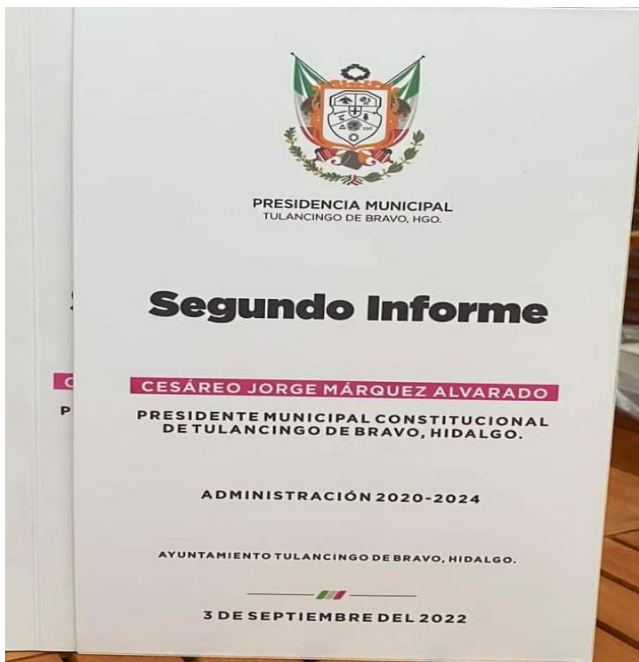 PRESIDENCIA MUNICIPAL
TULANCINGO DE BRAVO, HGO.
Segundo Informe
CESÁREO JORGE MÁRQUEZ ALVARADO
PRESIDENTE MUNICIPAL CONSTITUCIONAL
DE TULANCINGO DE BRAVO, HIDALGO.
ADMINISTRACIÓN 2020-2024
AYUNTAMIENTO TULANCINGO DE BRAVO, HIDALGO.
3 DE SEPTIEMBRE DEL 2022